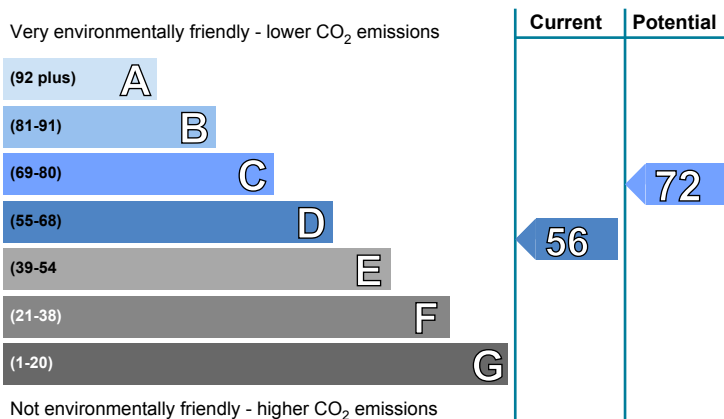 Current Potential
Very environmentally friendly - lower CO2 emissions
(92 plus) A
(81-91) B
(69-80) C
72
(55-68) D
56
(39-54 E
(21-38) F
(1-20) G
Not environmentally friendly - higher CO2 emissions